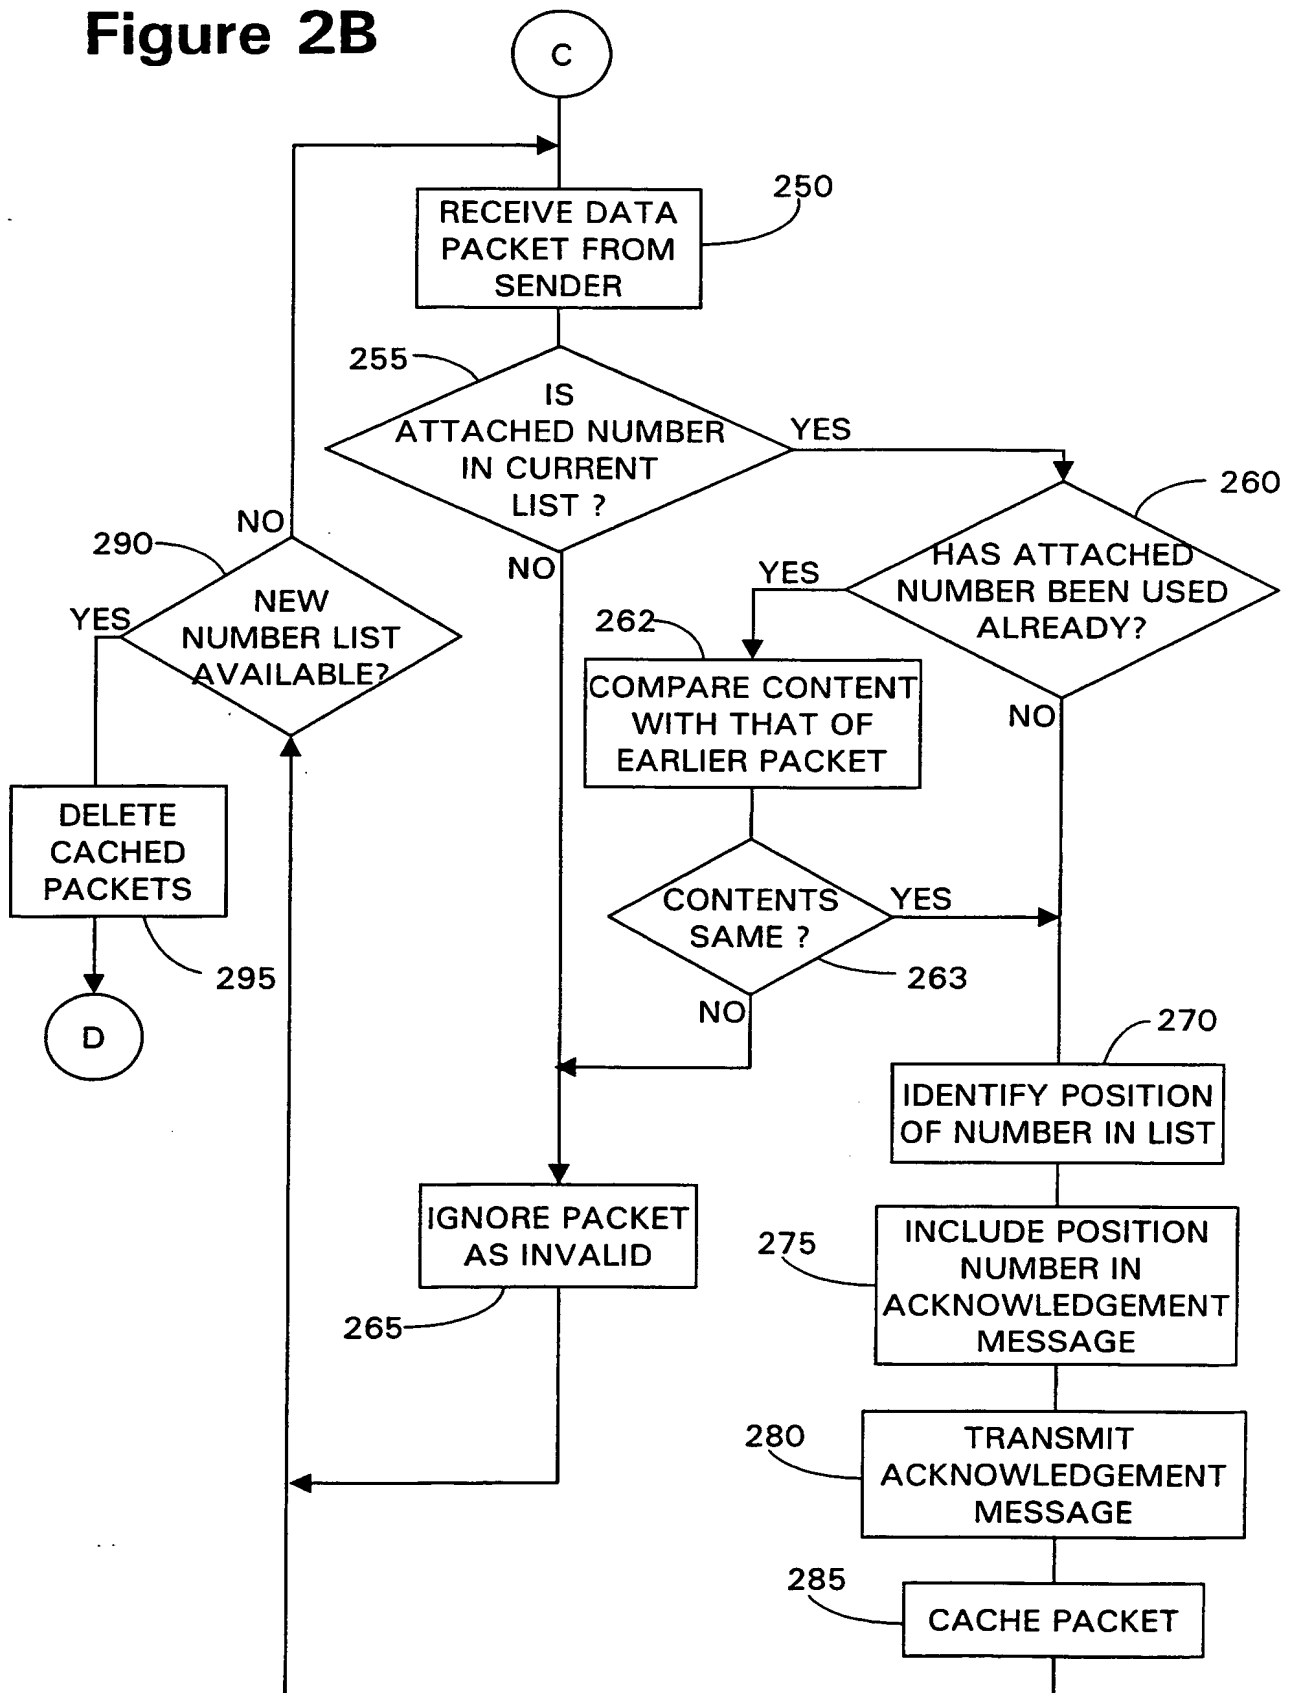 Figure 2B
C
250
RECEIVE DATA
PACKET FROM
SENDER
255
IS
ATTACHED NUMBER
IN CURRENT
LIST ?
YES
NO
260
HAS ATTACHED
NUMBER BEEN USED
ALREADY?
YES
NO
290
NO
NEW
NUMBER LIST
AVAILABLE?
YES
262
COMPARE CONTENT
WITH THAT OF
EARLIER PACKET
DELETE
CACHED
PACKETS
295
D
CONTENTS
SAME ?
YES
263
NO
270
IDENTIFY POSITION
OF NUMBER IN LIST
IGNORE PACKET
AS INVALID
265
275
INCLUDE POSITION
NUMBER IN
ACKNOWLEDGEMENT
MESSAGE
280
TRANSMIT
ACKNOWLEDGEMENT
MESSAGE
285
CACHE PACKET